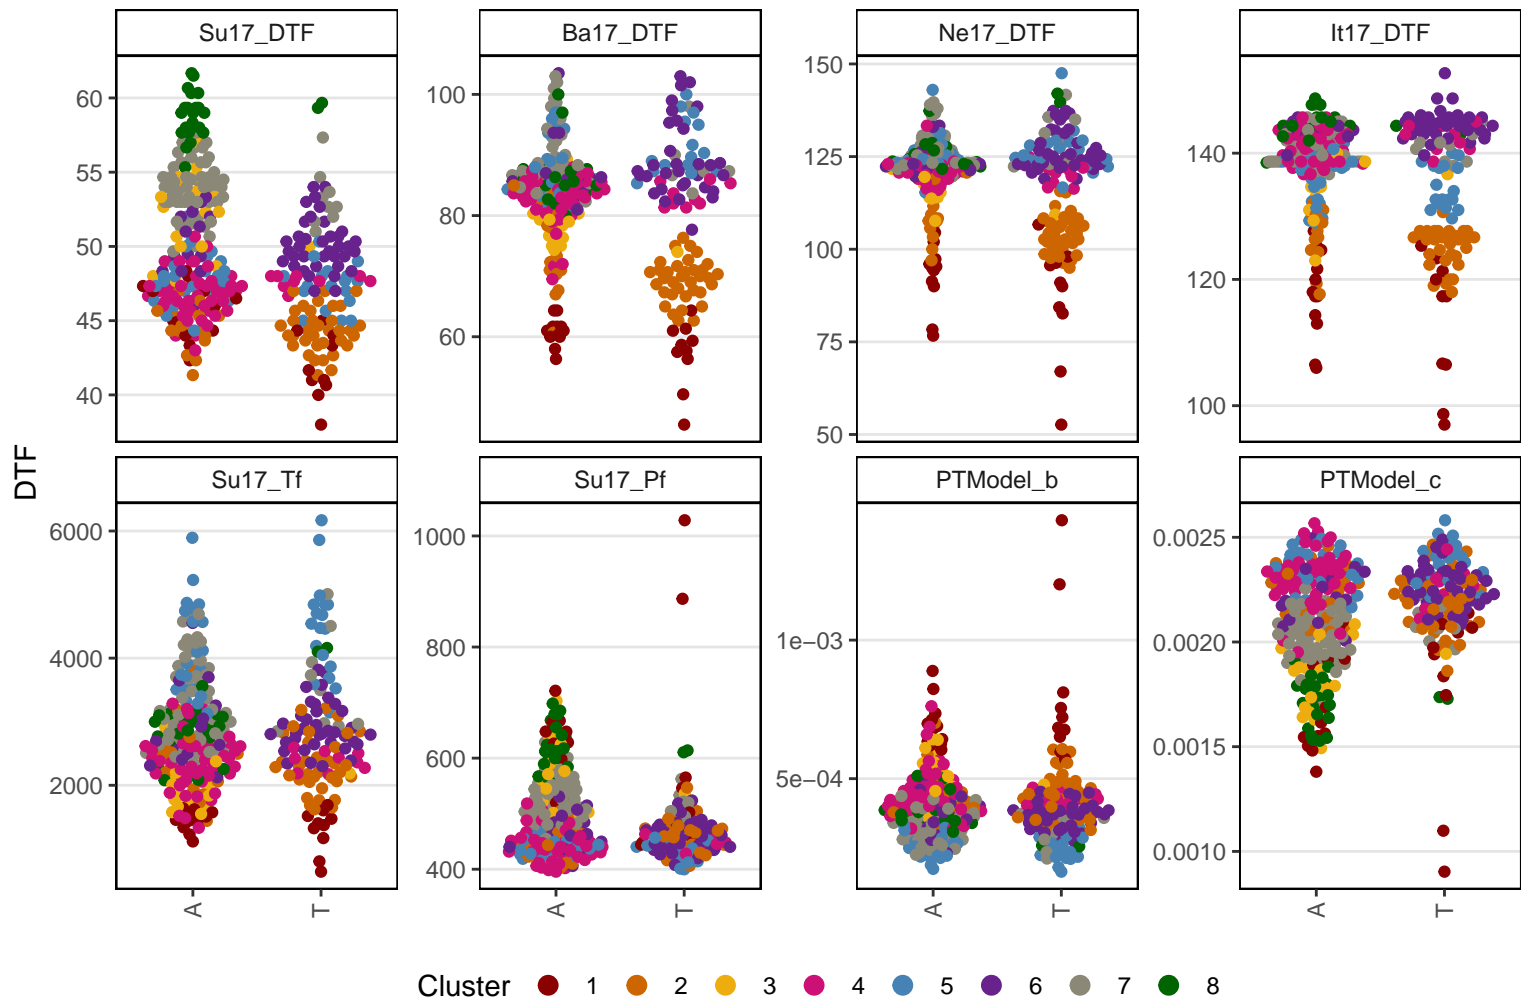 Su17_DTF
Ba17_DTF
Ne17_DTF
It17_DTF
60
55
50
45
40
100
80
60
150
125
100
75
50
140
120
100
DTF
Su17_Tf
Su17_Pf
PTModel_b
PTModel_c
6000
4000
2000
1000
800
600
400
1e−03
5e−04
0.0025
0.0020
0.0015
0.0010
A
T
A
T
A
T
A
T
Cluster 1 2 3 4 5 6 7 8